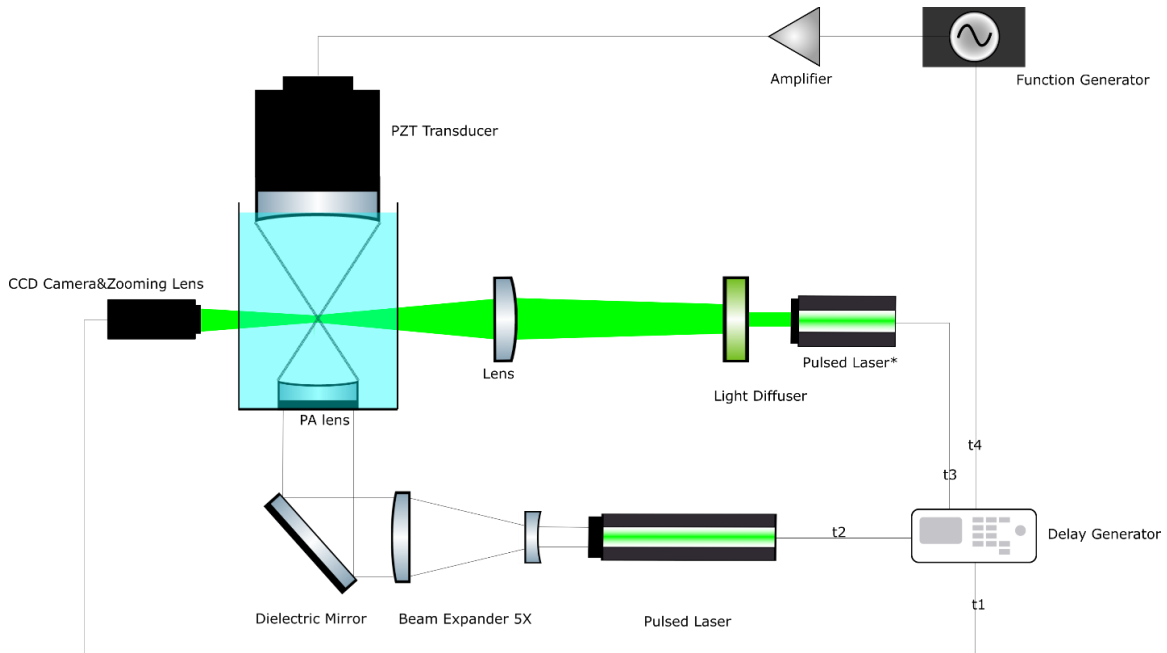 Amplifier
Function Generator
PZT Transducer
CCD Camera&Zooming Lens
Lens
Pulsed Laser*
Light Diffuser
PA lens
t4
t3
t2
Delay Generator
t1
Dielectric Mirror
Beam Expander 5X
Pulsed Laser